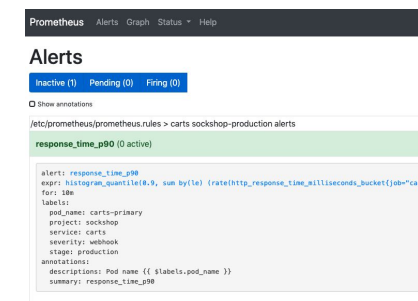 Prometheus Alerts Graph Status Help
Alerts
Inactive (1) Pending (0) Firing (0)
Show annotations
/etc/prometheus/prometheus.rules > carts sockshop-production alerts
response_time_p90 (0 active)
alert: response_time_p90
expr: histogram_quantile(0.9, sum by(le) (rate(http_response_time_milliseconds_bucket{job="ca
for: 10m
labels:
pod_name: carts-primary
project: sockshop
service: carts
severity: webhook
stage: production
annotations:
descriptions: Pod name {{ $labels.pod_name }}
summary: response_time_p90